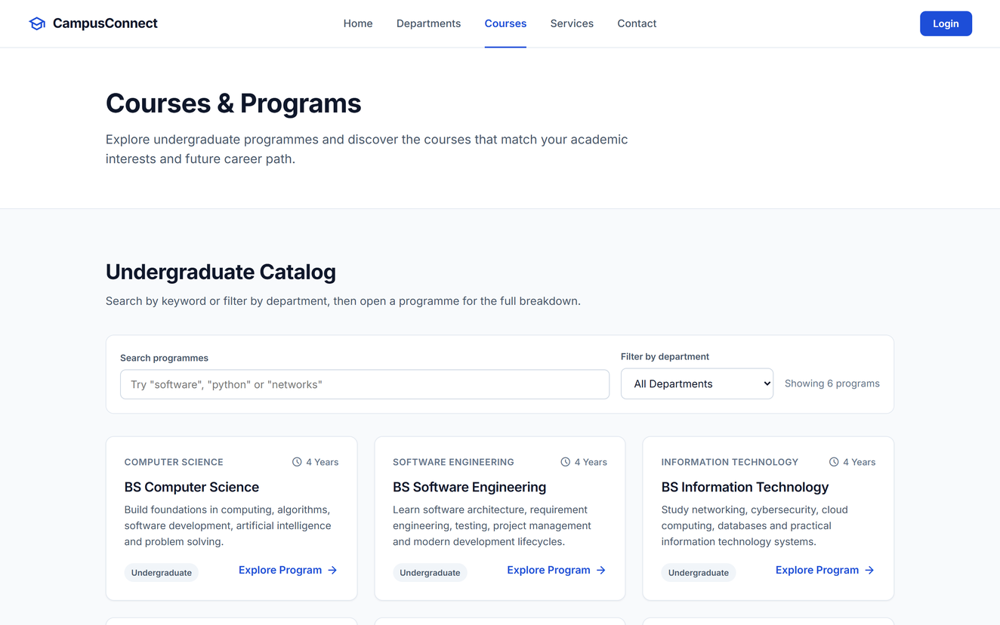 CampusConnect
Home
Departments
Courses
Services
Contact
Login
Courses & Programs
Explore undergraduate programmes and discover the courses that match your academic
interests and future career path.
Undergraduate Catalog
Search by keyword or filter by department, then open a programme for the full breakdown.
Search programmes
Try "software", "python" or "networks"
Filter by department
All Departments
Showing 6 programs
COMPUTER SCIENCE
4 Years
BS Computer Science
Build foundations in computing, algorithms,
software development, artificial intelligence
and problem solving.
Undergraduate
Explore Program
SOFTWARE ENGINEERING
4 Years
BS Software Engineering
Learn software architecture, requirement
engineering, testing, project management
and modern development lifecycles.
Undergraduate
Explore Program
INFORMATION TECHNOLOGY
4 Years
BS Information Technology
Study networking, cybersecurity, cloud
computing, databases and practical
information technology systems.
Undergraduate
Explore Program